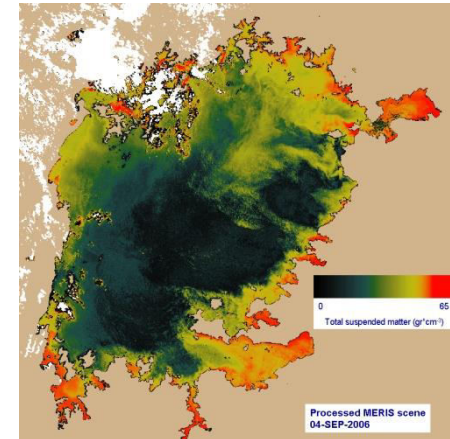 0 65
Total suspended matter (gr*cm⁻³)
Processed MERIS scene
04-SEP-2006